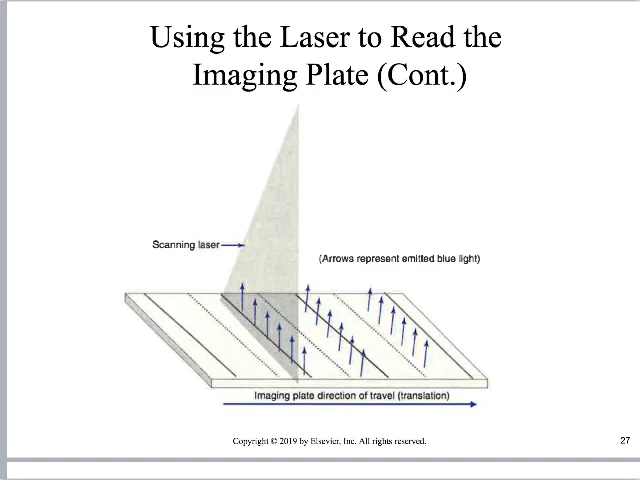 Using the Laser to Read the
Imaging Plate (Cont.)
Scanning laser
(Arrows represent emitted blue light)
Imaging plate direction of travel (translation)
Copyright © 2019 by Elsevier, Inc. All rights reserved.
27